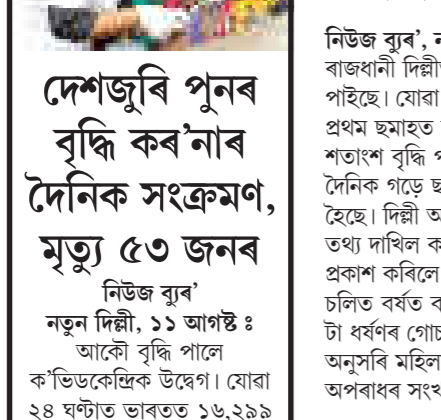 দেশজুৰি পুনৰ
বৃদ্ধি কৰ'নাৰ
দৈনিক সংক্ৰমণ,
মৃত্যু ৫৩ জনৰ
নিউজ ব্যুৰ'
নতুন দিল্লী, ১১ আগষ্ট ঃ
আকৌ বৃদ্ধি পালে
ক'ভিডকেন্দ্ৰিক উদ্বেগ। যোৱা
২৪ ঘণ্টাত ভাৰতত ১৬,২৯৯
নিউজ ব্যুৰ',
ৰাজধানী
পাইছে। যোৱা
প্ৰথম ছমাহত
শতাংশ বৃদ্ধি
দৈনিক গড়ে
হৈছে। দিল্লী
তথ্য দাখিল
প্ৰকাশ কৰিলে
চলিত বৰ্ষত
টা ধৰ্ষণৰ
অনুসৰি
অপৰাধৰ